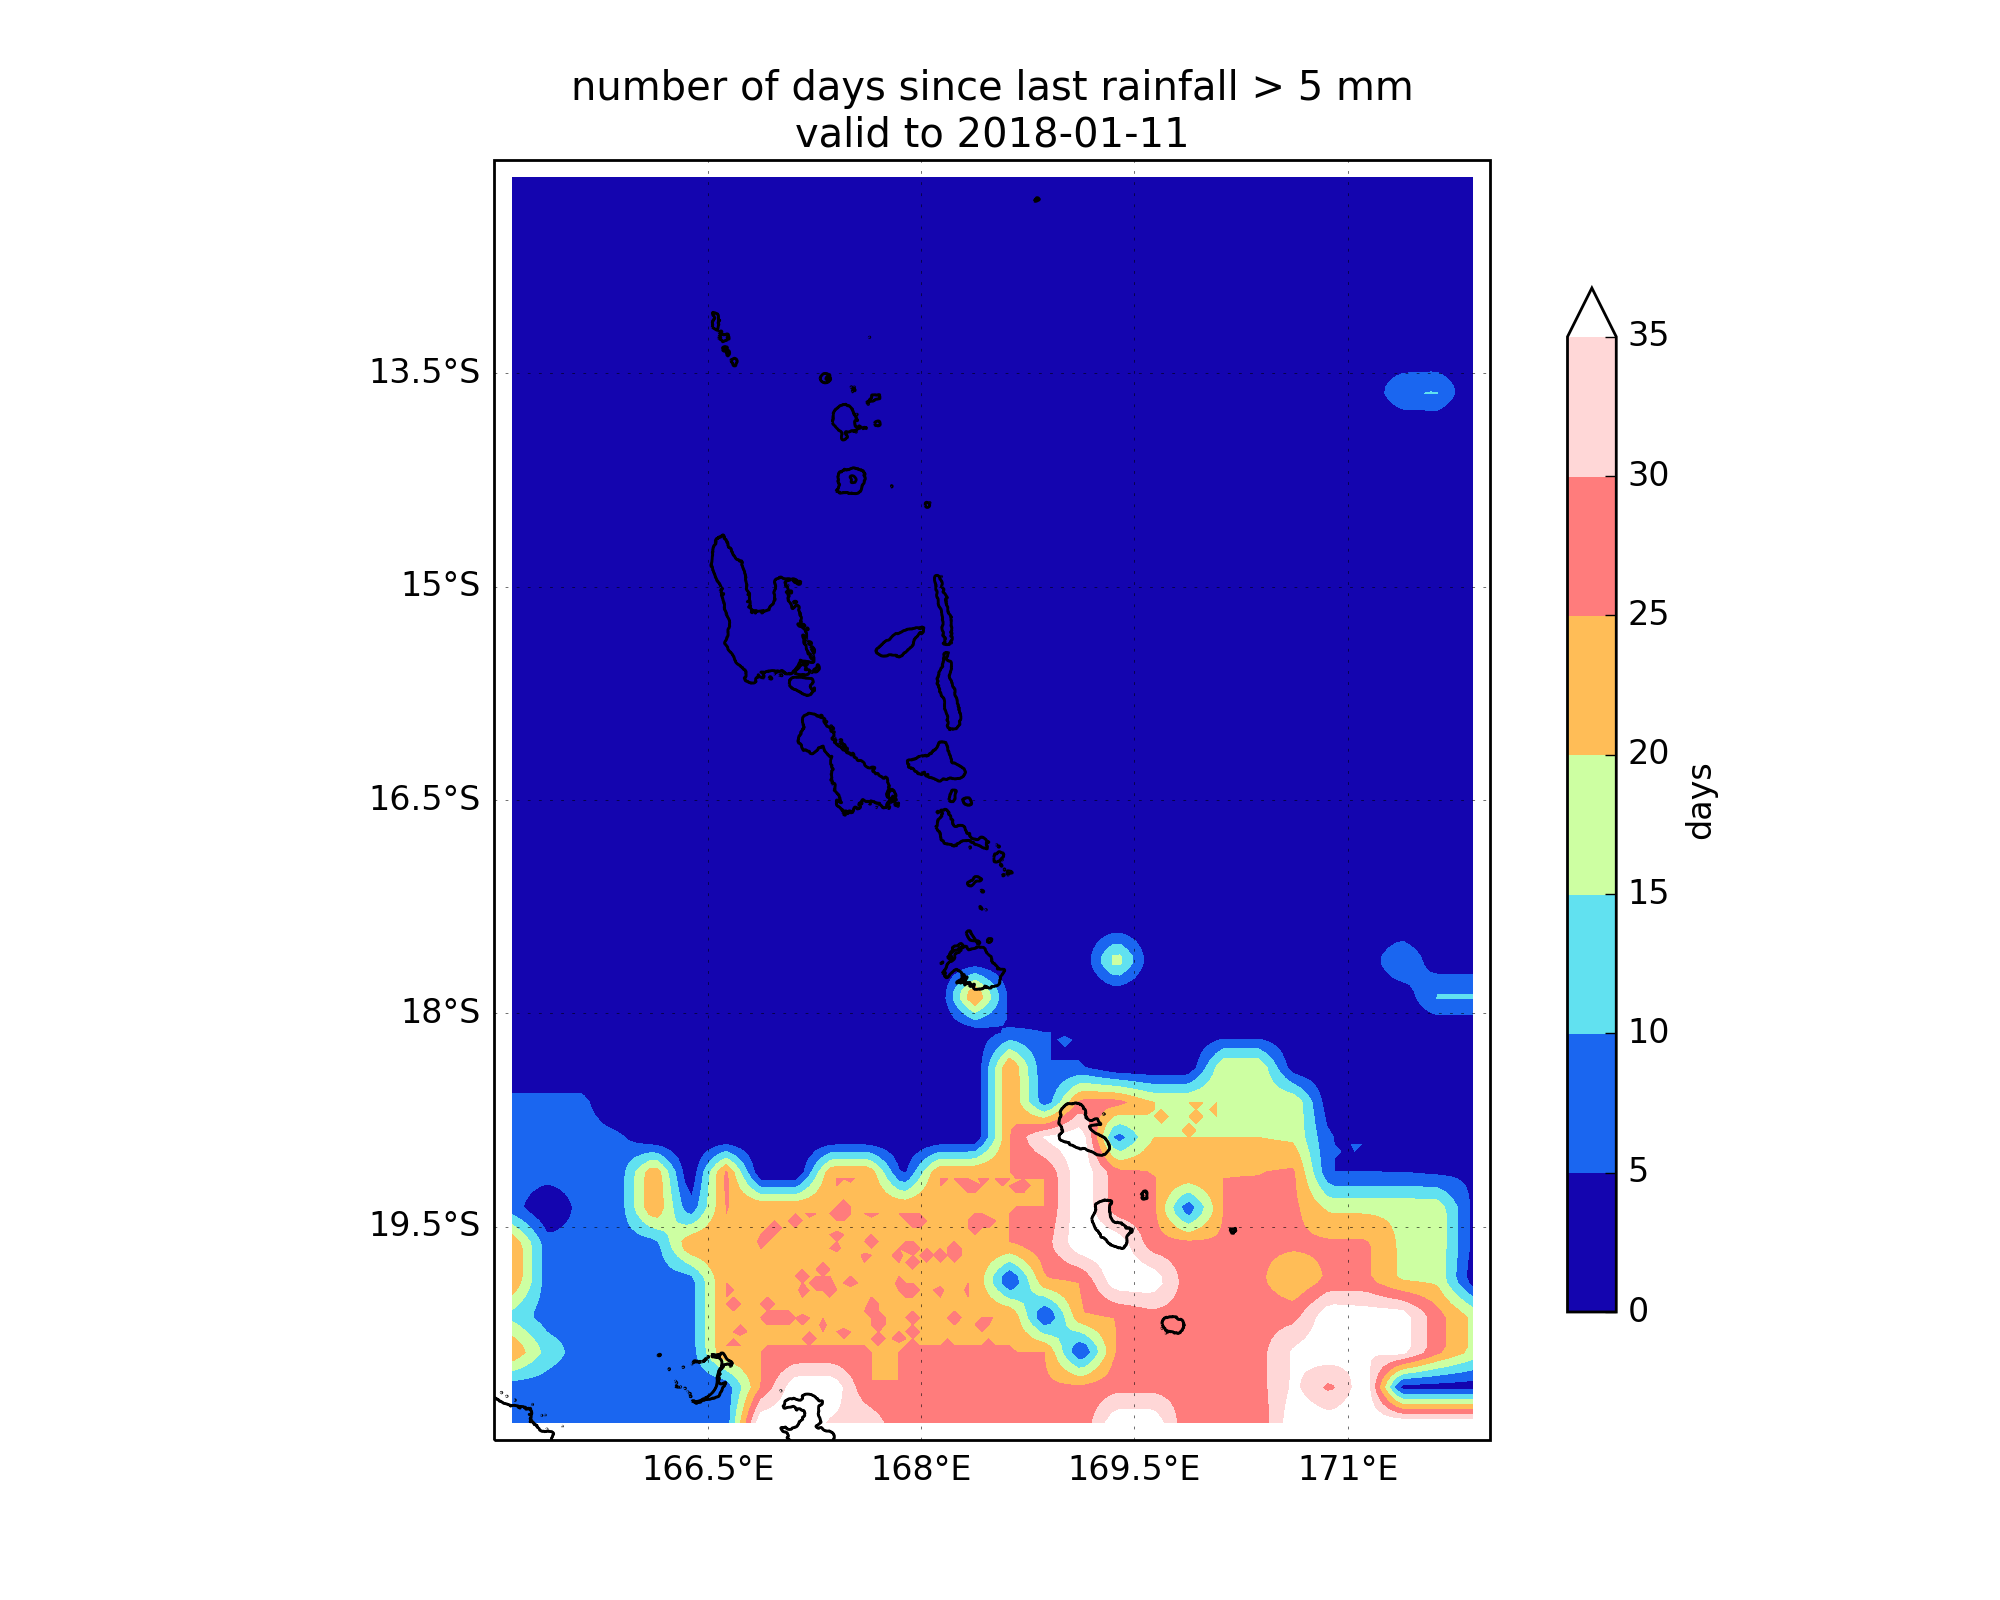 number of days since last rainfall > 5 mm
valid to 2018-01-11
13.5°S
15°S
16.5°S
18°S
19.5°S
166.5°E
168°E
169.5°E
171°E
35
30
25
20
15
10
5
0
days